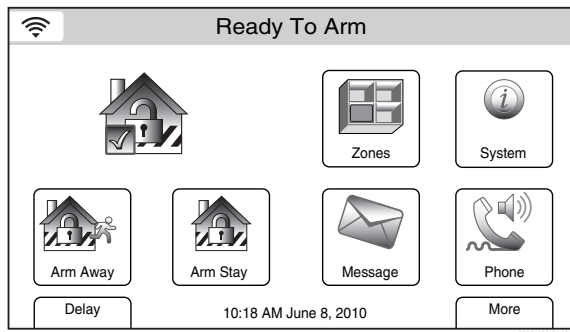 Ready To Arm
Zones
System
Arm Away
Arm Stay
Message
Phone
Delay
10:18 AM June 8, 2010
More